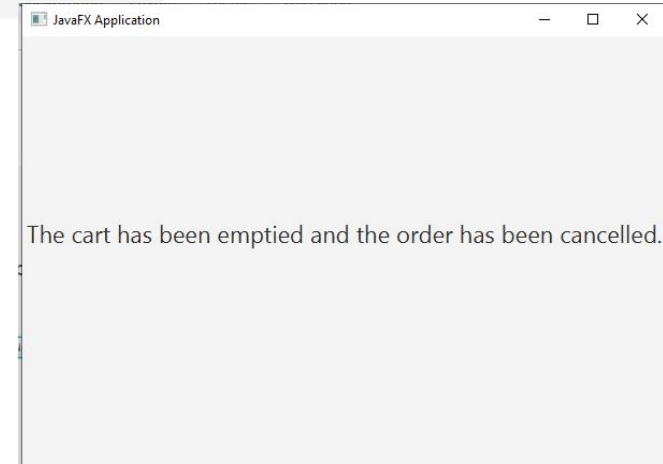 JavaFX Application
The cart has been emptied and the order has been cancelled.